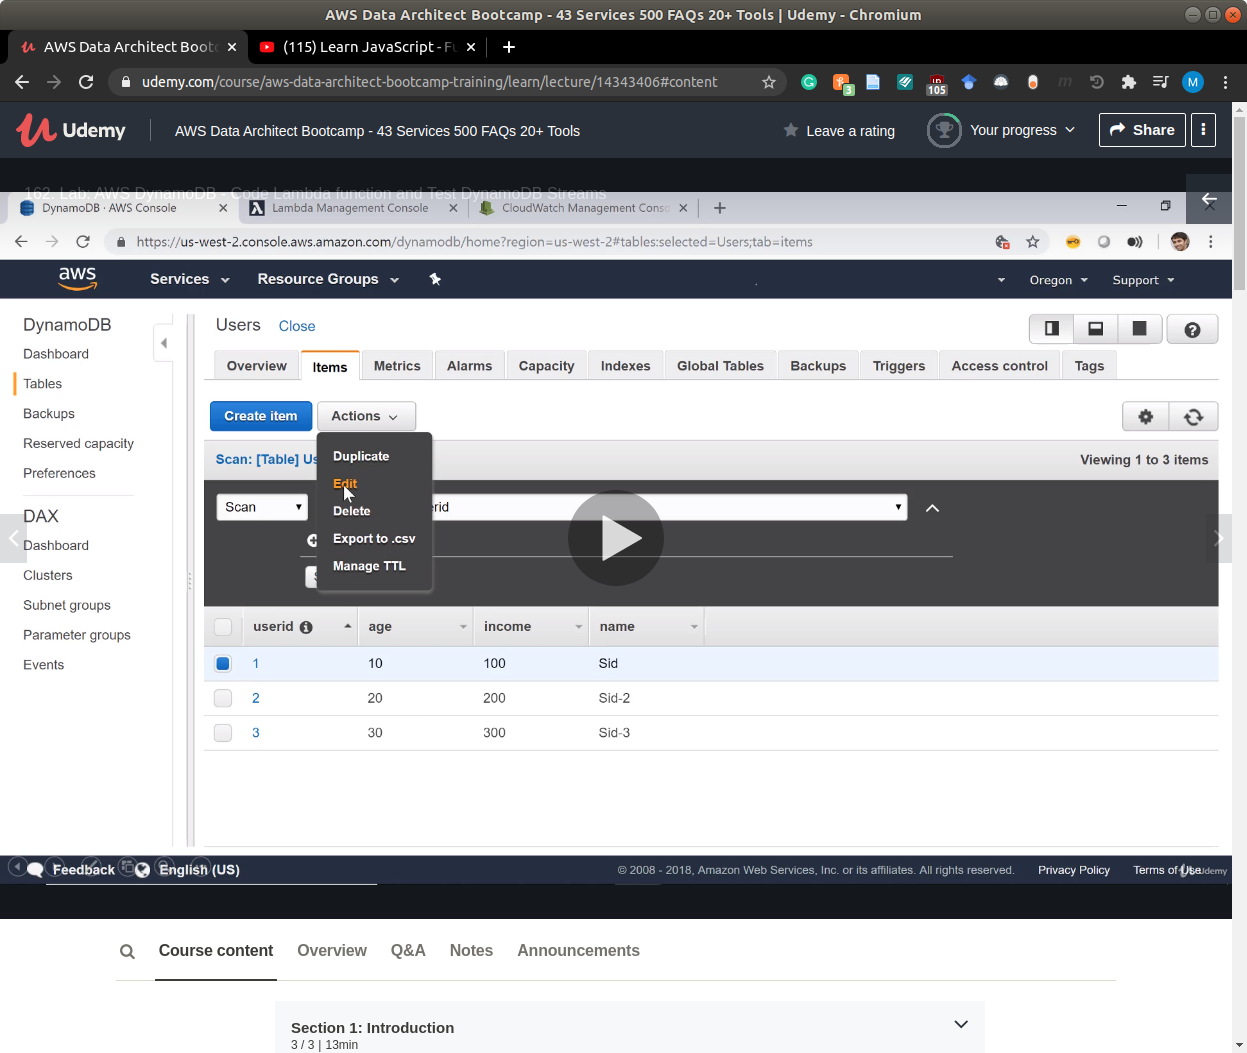 AWS Data Architect Bootcamp - 43 Services 500 FAQs 20+ Tools | Udemy - Chromium
AWS Data Architect Boot
(115) Learn JavaScript - F
udemy.com/course/aws-data-architect-bootcamp-training/learn/lecture/14343406#content
3
105
M
Udemy
AWS Data Architect Bootcamp - 43 Services 500 FAQs 20+ Tools
Leave a rating
Your progress
Share
162. Lab: AWS DynamoDB - Code Lambda function and Test DynamoDB Streams
DynamoDB · AWS Console
Lambda Management Console
CloudWatch Management Conso
https://us-west-2.console.aws.amazon.com/dynamodb/home?region=us-west-2#tables:selected=Users;tab=items
aws
Services
Resource Groups
Oregon
Support
DynamoDB
Dashboard
Tables
Backups
Reserved capacity
Preferences
DAX
Dashboard
Clusters
Subnet groups
Parameter groups
Events
Users Close
Overview
Items
Metrics
Alarms
Capacity
Indexes
Global Tables
Backups
Triggers
Access control
Tags
Create item
Actions
Duplicate
Edit
Delete
Export to .csv
Manage TTL
Scan: [Table] Us
Viewing 1 to 3 items
Scan
rid
userid age income name
1 10 100 Sid
2 20 200 Sid-2
3 30 300 Sid-3
Feedback
English (US)
© 2008 - 2018, Amazon Web Services, Inc. or its affiliates. All rights reserved.
Privacy Policy
Terms of Use
Udemy
Course content
Overview
Q&A
Notes
Announcements
Section 1: Introduction
3 / 3 | 13min